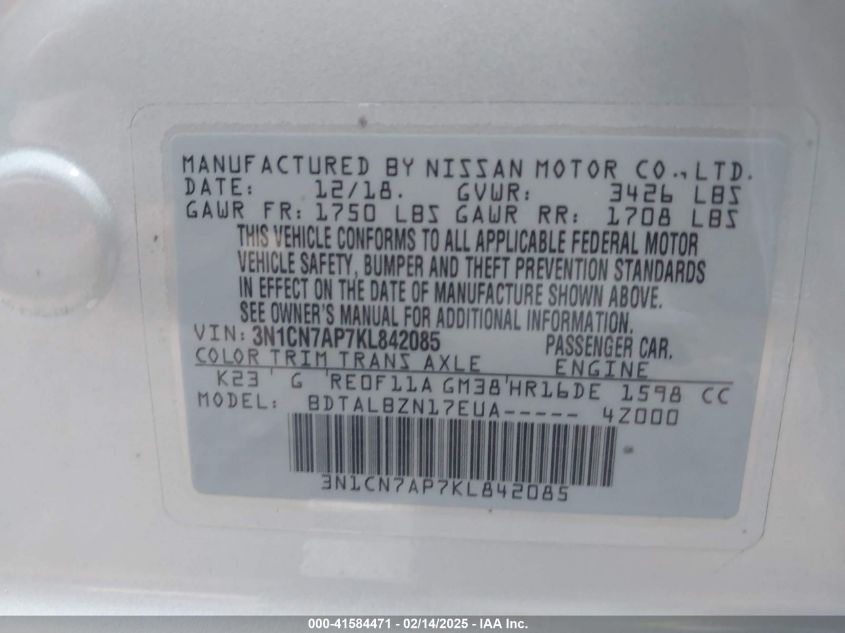 MANUFACTURED BY NISSAN MOTOR CO.,LTD.
DATE: 12/18. GVWR: 3426 LBS
GAWR FR: 1750 LBS GAWR RR: 1708 LBS
THIS VEHICLE CONFORMS TO ALL APPLICABLE FEDERAL MOTOR
VEHICLE SAFETY, BUMPER AND THEFT PREVENTION STANDARDS
IN EFFECT ON THE DATE OF MANUFACTURE SHOWN ABOVE.
SEE OWNER'S MANUAL FOR ADDITIONAL INFORMATION.
VIN: 3N1CN7AP7KL842085 PASSENGER CAR.
COLOR TRIM TRANS AXLE ENGINE
K23 ' G 'RE0F11A GM38'HR16DE 1598 CC
MODEL: BDTALBZN17EUA----- 4Z000
3N1CN7AP7KL842085
000-41584471 - 02/14/2025 - IAA Inc.